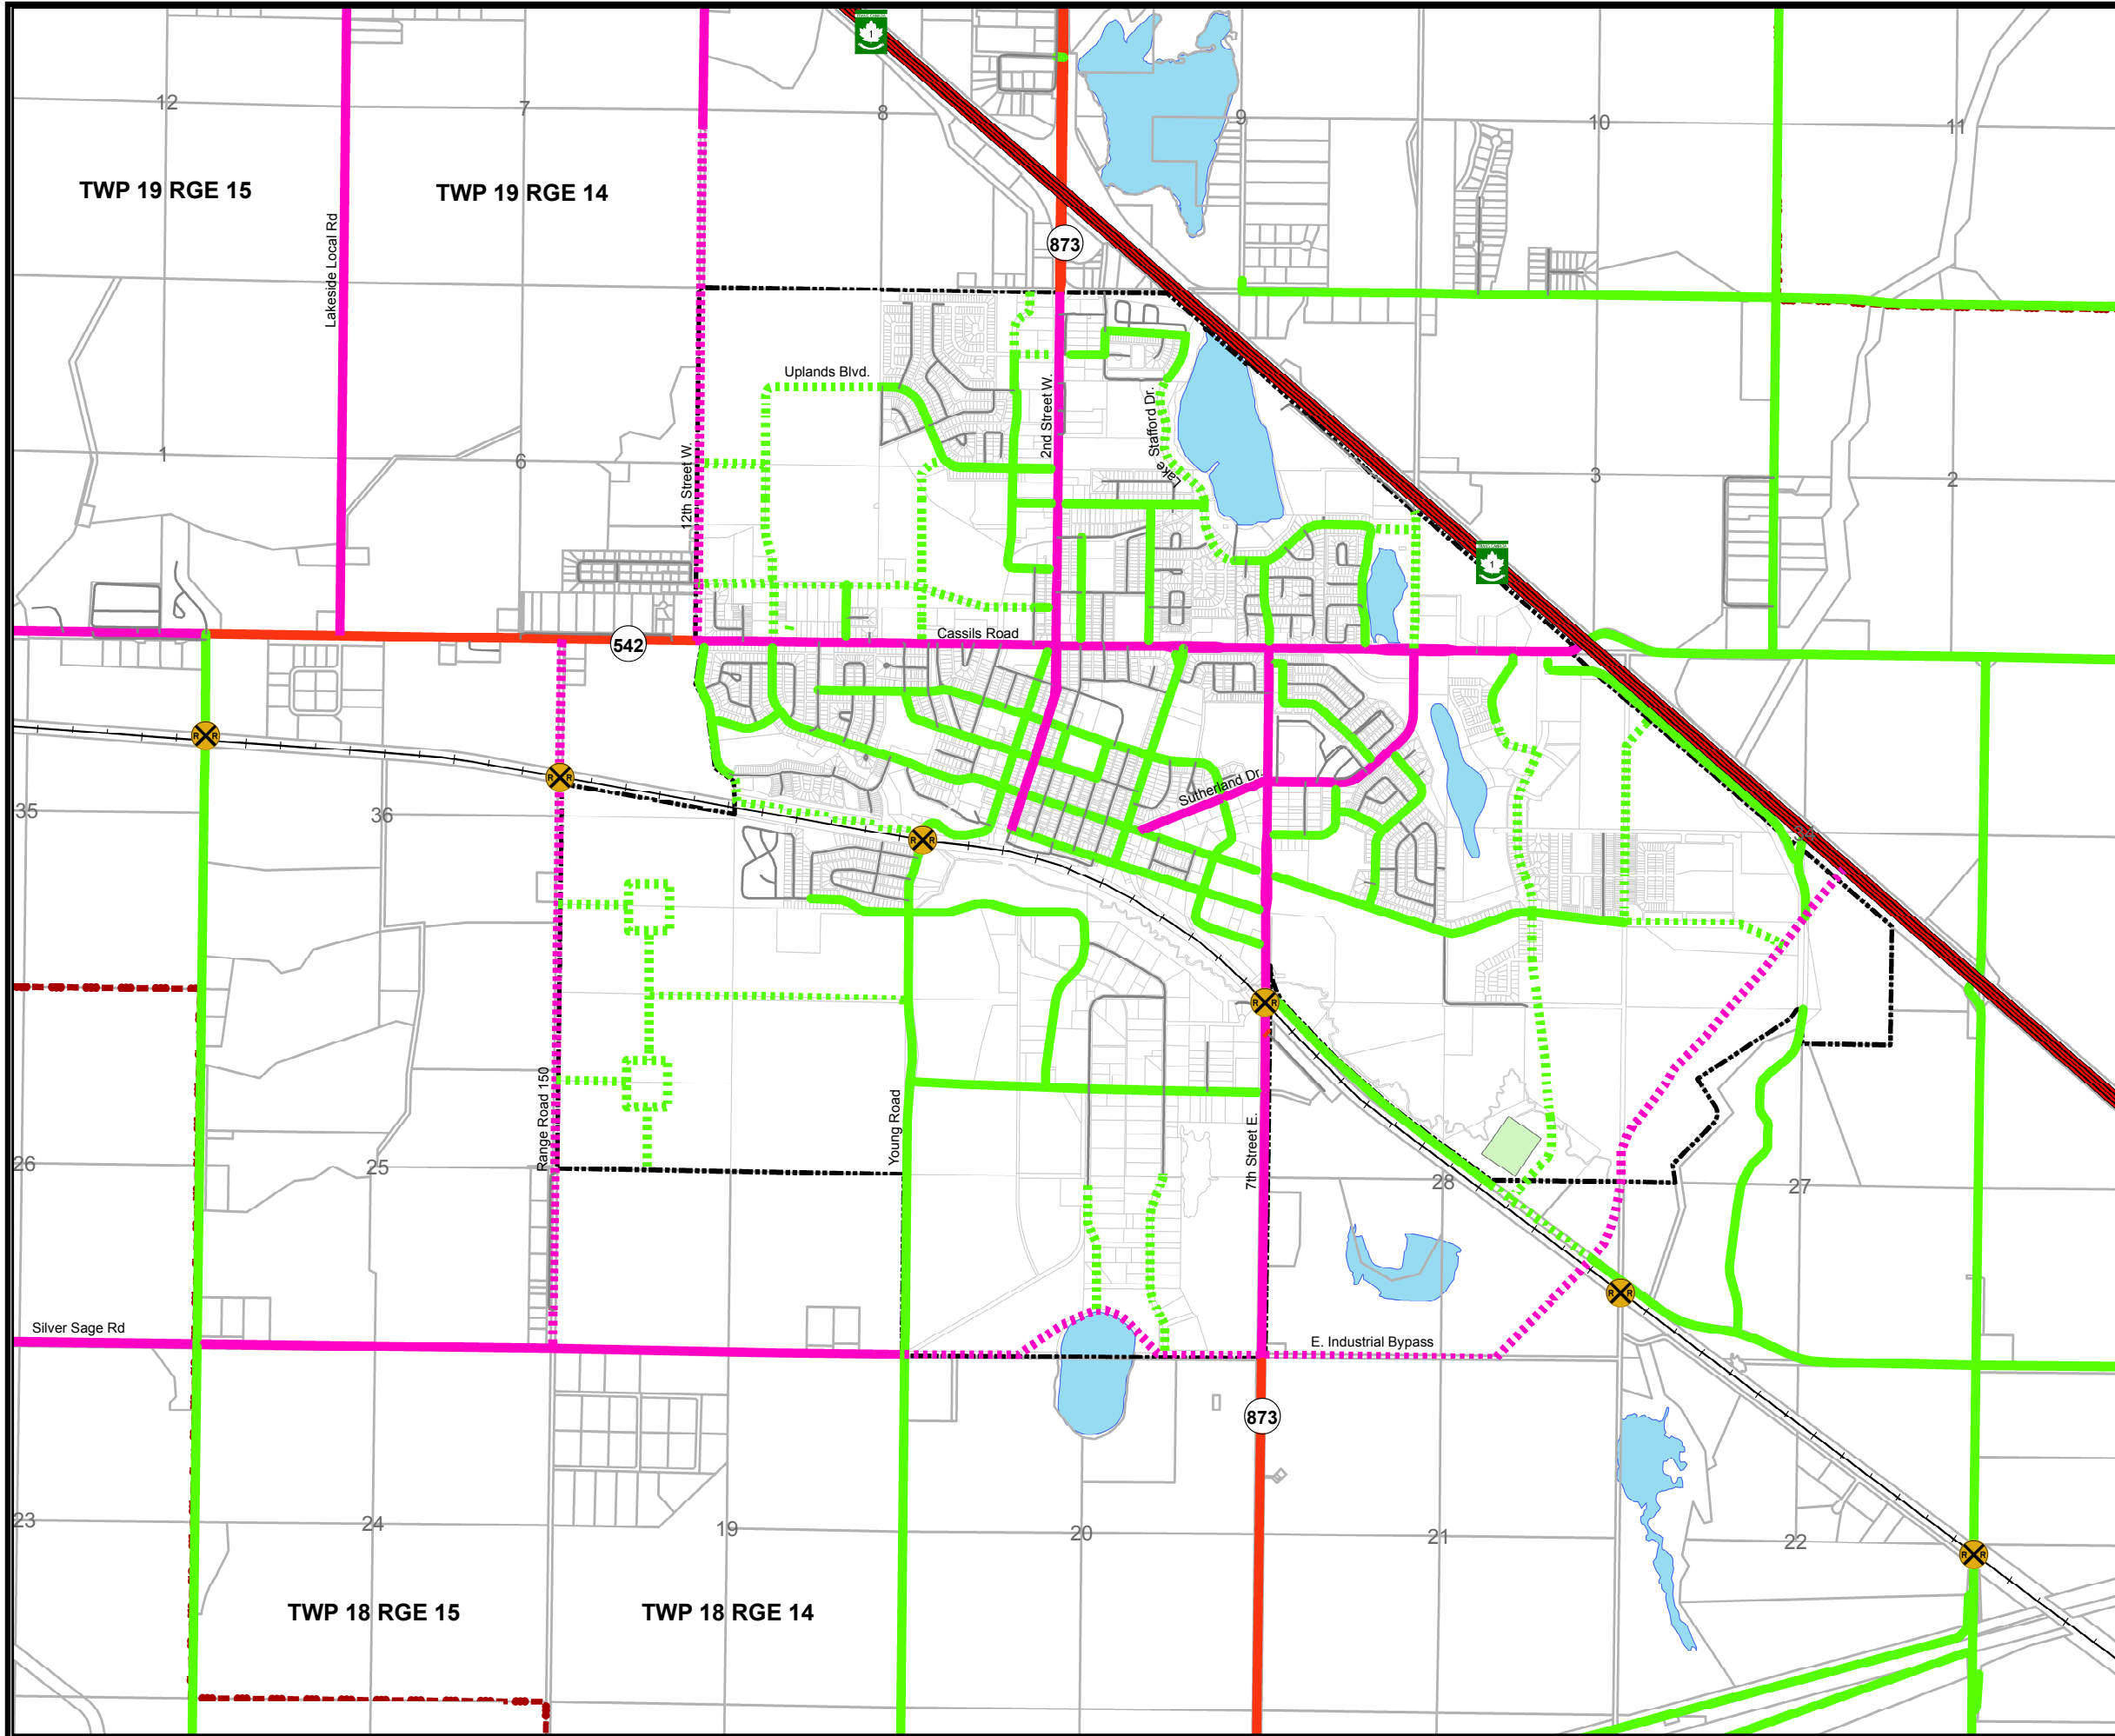 1
12
7
8
9
10
11
TWP 19 RGE 15
TWP 19 RGE 14
Lakeside Local Rd
873
Uplands Blvd.
2nd Street W.
Lake Stafford Dr.
12th Street W.
1
6
3
2
1
Cassils Road
542
Sutherland Dr.
35
36
34
Range Road 150
Young Road
7th Street E.
26
25
28
27
Silver Sage Rd
E. Industrial Bypass
873
23
24
19
20
21
22
TWP 18 RGE 15
TWP 18 RGE 14
R R
R R
R R
R R
R R
R R